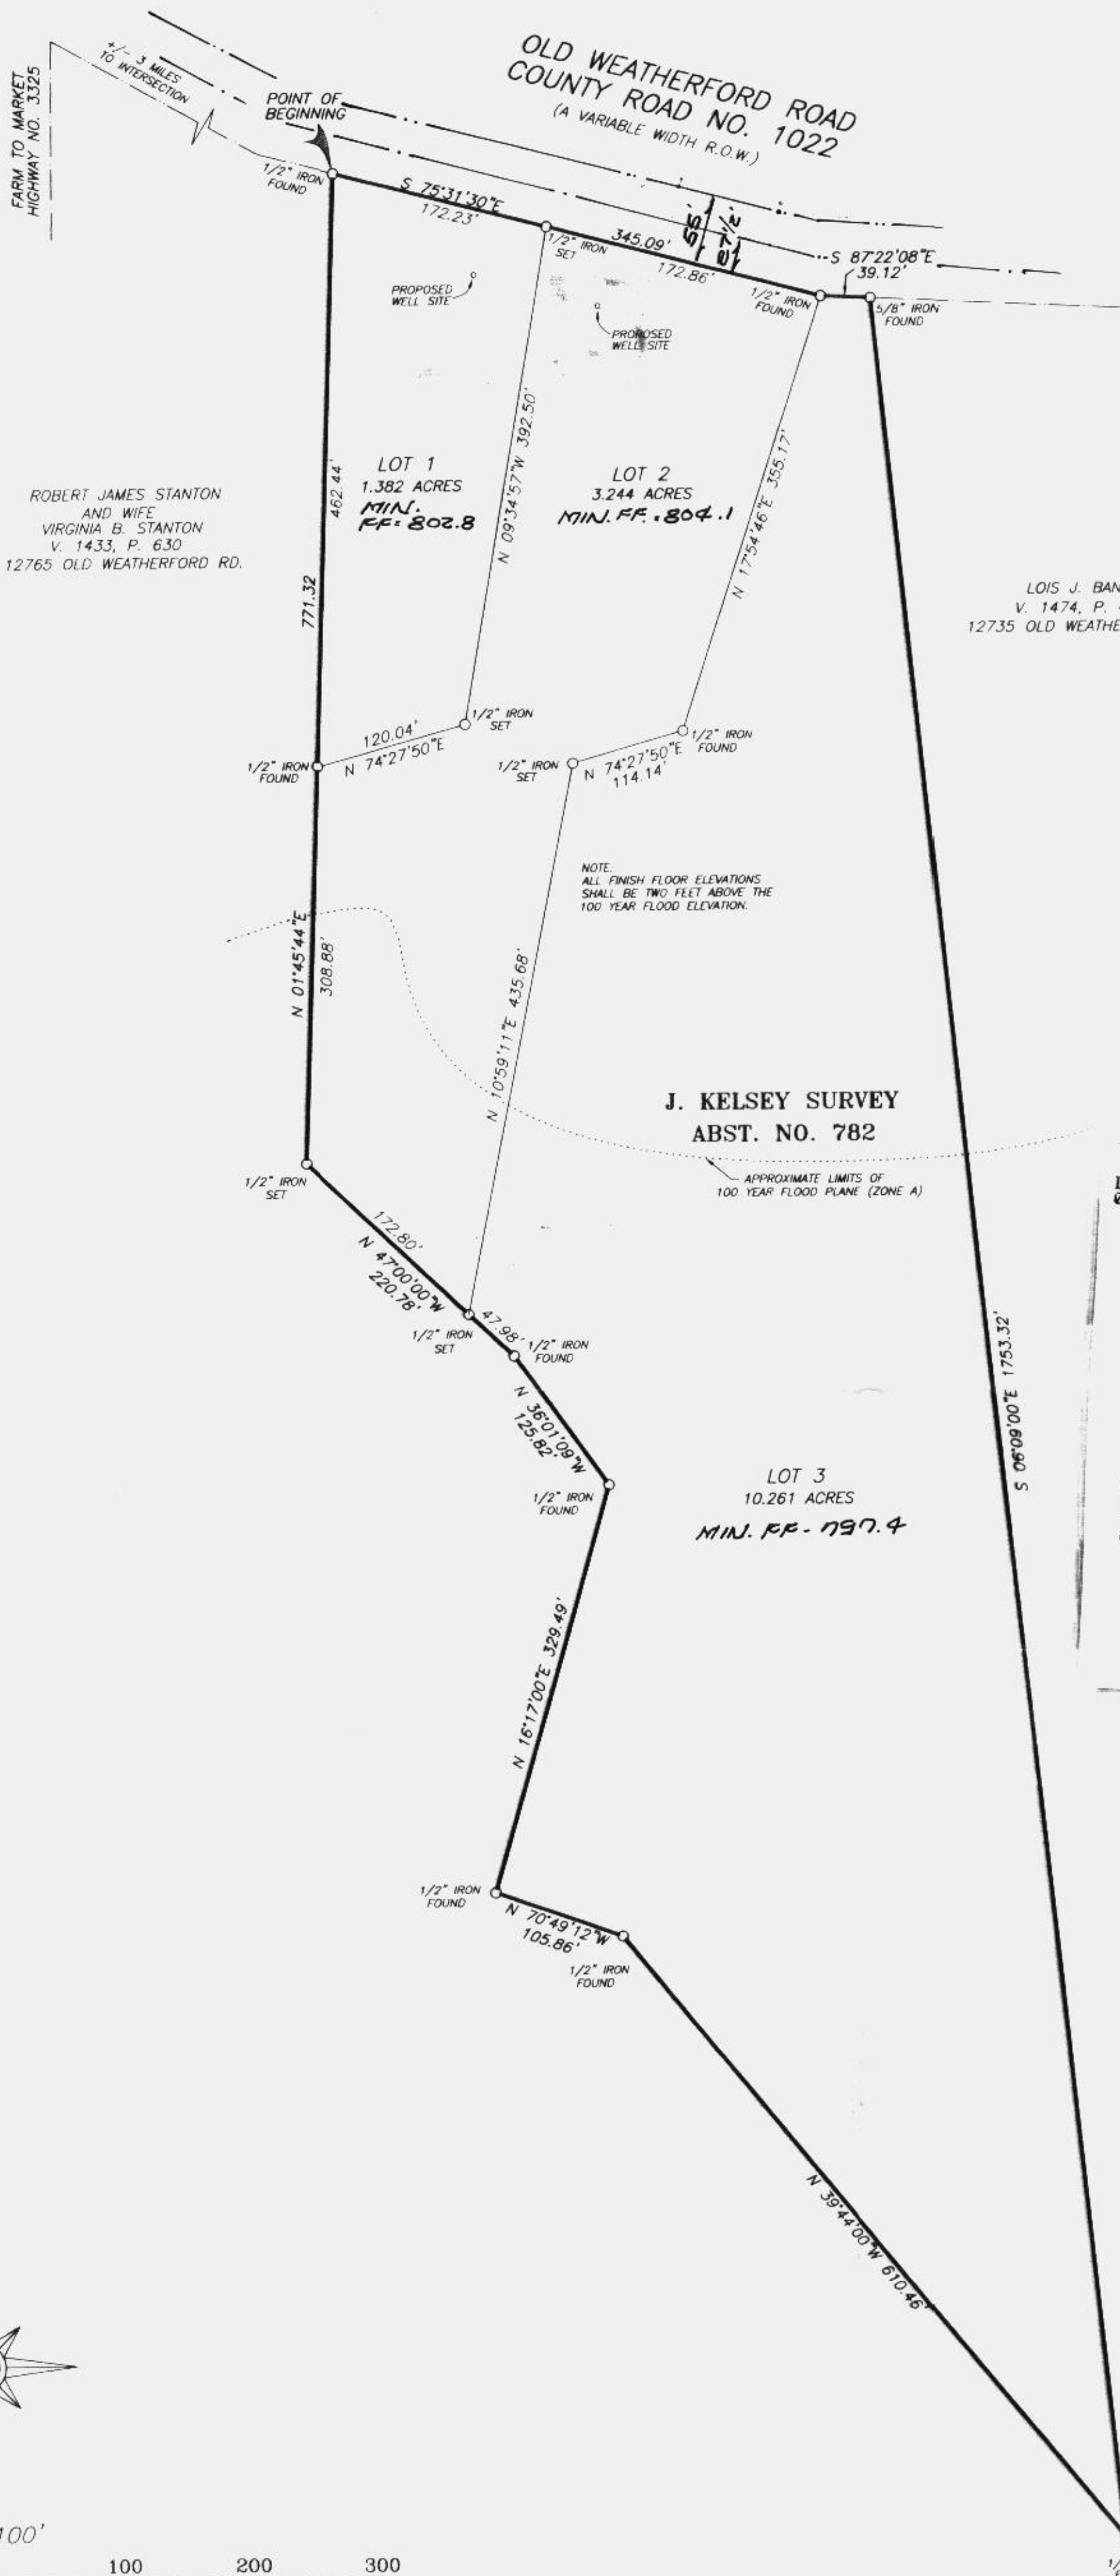 OLD WEATHERFORD ROAD
COUNTY ROAD NO. 1022
(A VARIABLE WIDTH R.O.W.)
FARM TO MARKET
HIGHWAY NO. 3325
+/- 3 MILES
TO INTERSECTION
POINT OF
BEGINNING
1/2" IRON
FOUND
S 75°31'30"E
172.23'
1/2" IRON
SET
345.09'
172.86'
55'
27 1/2'
S 87°22'08"E
39.12'
1/2" IRON
FOUND
5/8" IRON
FOUND
PROPOSED
WELL SITE
PROPOSED
WELL SITE
462.44'
771.32
LOT 1
1.382 ACRES
MIN.
FF: 802.8
N 09°34'57"W 392.50'
LOT 2
3.244 ACRES
MIN. FF. : 804.1
N 17°54'46"E 355.17'
ROBERT JAMES STANTON
AND WIFE
VIRGINIA B. STANTON
V. 1433, P. 630
12765 OLD WEATHERFORD RD.
LOIS J. BAN
V. 1474, P.
12735 OLD WEATHE
120.04'
N 74°27'50"E
1/2" IRON
SET
1/2" IRON
FOUND
1/2" IRON
SET
N 74°27'50"E
114.14'
1/2" IRON
FOUND
NOTE:
ALL FINISH FLOOR ELEVATIONS
SHALL BE TWO FEET ABOVE THE
100 YEAR FLOOD ELEVATION.
N 01°45'44"E
308.88'
N 10°59'11"E 435.68'
J. KELSEY SURVEY
ABST. NO. 782
APPROXIMATE LIMITS OF
100 YEAR FLOOD PLANE (ZONE A)
1/2" IRON
SET
172.80'
N 47°00'00"W
220.78'
1/2" IRON
SET
47.98'
1/2" IRON
FOUND
N 36°01'09"W
125.82'
1/2" IRON
FOUND
S 06°09'00"E 1753.32'
LOT 3
10.261 ACRES
MIN. FF - 797.4
N 16°17'00"E 329.49'
1/2" IRON
FOUND
N 70°49'12"W
105.86'
1/2" IRON
FOUND
N 39°44'00"W 610.46'
100'
100 200 300